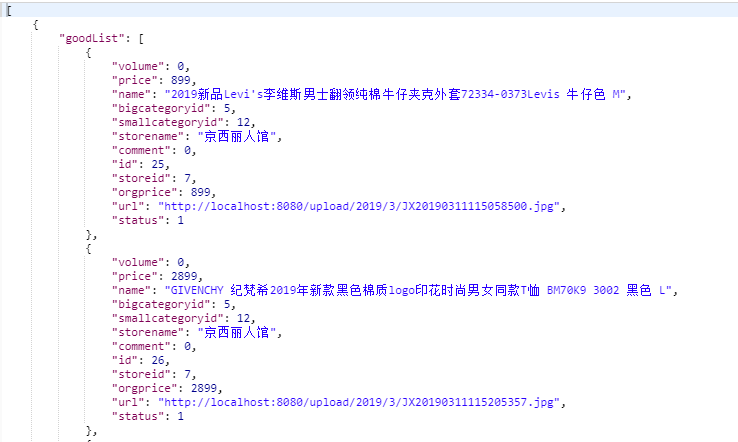 [
{
"goodList": [
{
"volume": 0,
"price": 899,
"name": "2019新品Levi's李维斯男士翻领纯棉牛仔夹克外套72334-0373Levis 牛仔色 M",
"bigcategoryid": 5,
"smallcategoryid": 12,
"storename": "京西丽人馆",
"comment": 0,
"id": 25,
"storeid": 7,
"orgprice": 899,
"url": "http://localhost:8080/upload/2019/3/JX20190311115058500.jpg",
"status": 1
},
{
"volume": 0,
"price": 2899,
"name": "GIVENCHY 纪梵希2019年新款黑色棉质logo印花时尚男女同款T恤 BM70K9 3002 黑色 L",
"bigcategoryid": 5,
"smallcategoryid": 12,
"storename": "京西丽人馆",
"comment": 0,
"id": 26,
"storeid": 7,
"orgprice": 2899,
"url": "http://localhost:8080/upload/2019/3/JX20190311115205357.jpg",
"status": 1
},